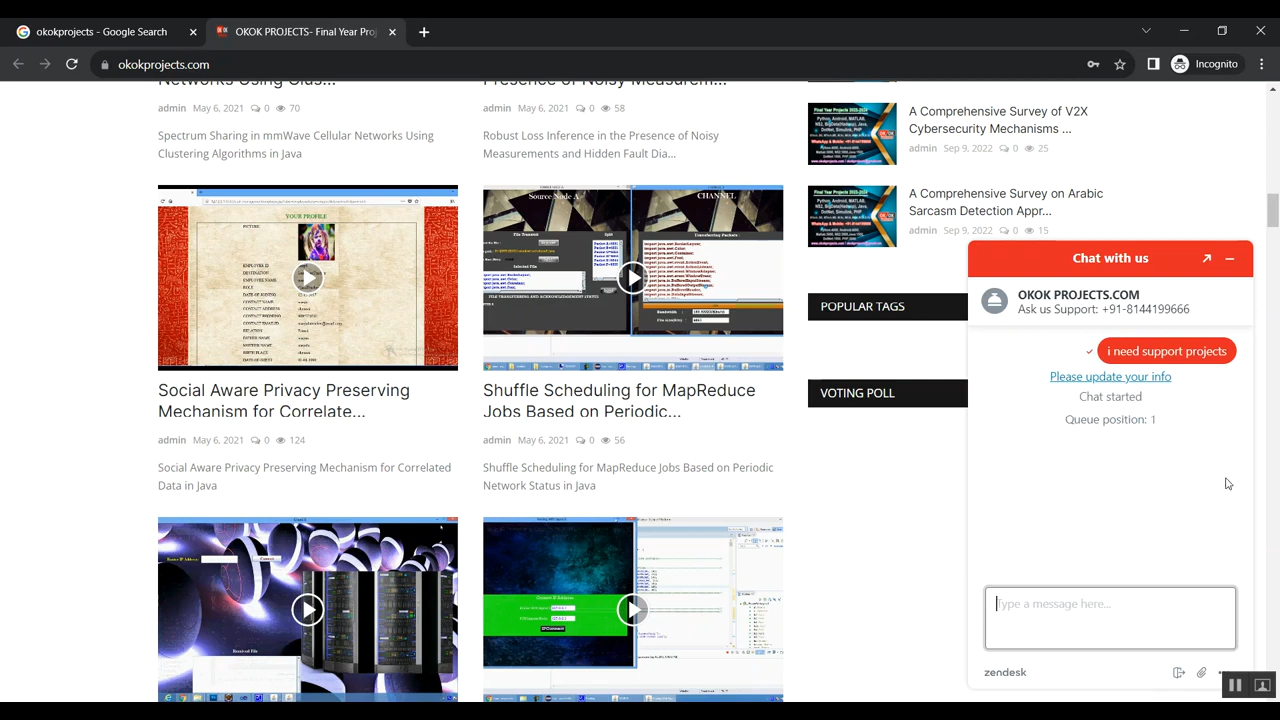 okokprojects - Google Search
OKOK PROJECTS- Final Year Pro
okokprojects.com
Incognito
Networks Using Glus...
admin May 6, 2021 0 70
Spectrum Sharing in mmWave Cellular Networks Using
Clustering Algorithms in Java
Presence of Noisy Measurem...
admin May 6, 2021 0 58
Robust Loss Inference in the Presence of Noisy
Measurements and Hidden Fault Dia...
YOUR PROFILE
Social Aware Privacy Preserving
Mechanism for Correlate...
admin May 6, 2021 0 124
Social Aware Privacy Preserving Mechanism for Correlated
Data in Java
Source Node A
CHANNEL
Shuffle Scheduling for MapReduce
Jobs Based on Periodic...
admin May 6, 2021 0 56
Shuffle Scheduling for MapReduce Jobs Based on Periodic
Network Status in Java
A Comprehensive Survey of V2X
Cybersecurity Mechanisms ...
admin Sep 9, 2022 0 25
A Comprehensive Survey on Arabic
Sarcasm Detection Appr...
admin Sep 9, 2022 0 15
POPULAR TAGS
VOTING POLL
Chat with us
OKOK PROJECTS.COM
Ask us Support +91- 8144199666
i need support projects
Please update your info
Chat started
Queue position: 1
Type a message here...
zendesk